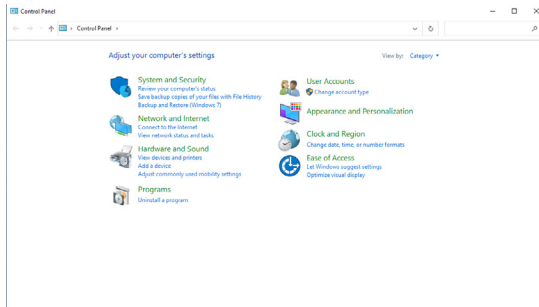 Control Panel
Control Panel
Adjust your computer's settings
View by: Category
System and Security
Review your computer's status
Save backup copies of your files with File History
Backup and Restore (Windows 7)
Network and Internet
Connect to the Internet
View network status and tasks
Hardware and Sound
View devices and printers
Add a device
Adjust commonly used mobility settings
Programs
Uninstall a program
User Accounts
Change account type
Appearance and Personalization
Clock and Region
Change date, time, or number formats
Ease of Access
Let Windows suggest settings
Optimize visual display